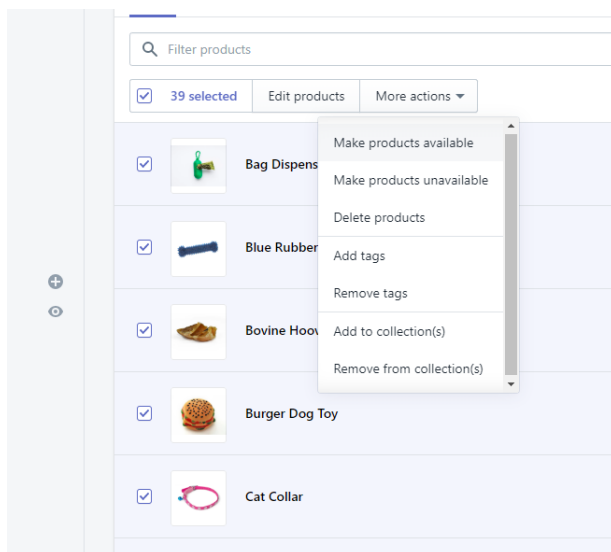 Filter products
39 selected Edit products More actions
Make products available
Bag Dispens
Make products unavailable
Delete products
Blue Rubber
Add tags
Remove tags
Bovine Hoov
Add to collection(s)
Remove from collection(s)
Burger Dog Toy
Cat Collar